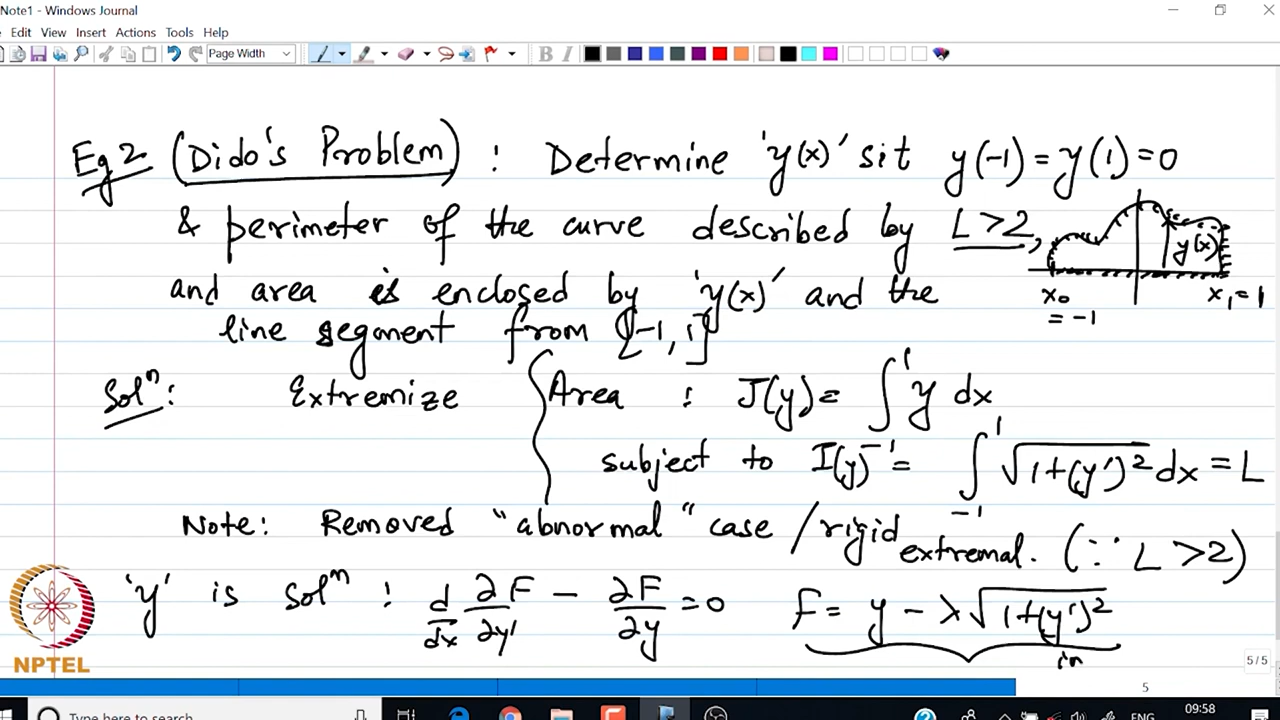 Note1 - Windows Journal
Edit View Insert Actions Tools Help
Page Width
B I
Eg 2 (Dido's Problem) : Determine 'y(x)' s.t y(-1) = y(1) = 0
& perimeter of the curve described by L > 2,
y(x)
x₀ = -1
x₁ = 1
and area is enclosed by 'y(x)' and the
line segment from [-1, 1]
Solⁿ: Extremize { Area : J(y) = ∫₋₁¹ y dx
subject to I(y) = ∫₋₁¹ √(1+(y')²) dx = L
Note: Removed "abnormal" case / rigid extremal. (∵ L > 2)
'y' is solⁿ : d/dx ∂F/∂y' - ∂F/∂y = 0 F = y - λ√(1+(y')²)
in
NPTEL
5/5
5
Type here to search
ENG
09:58